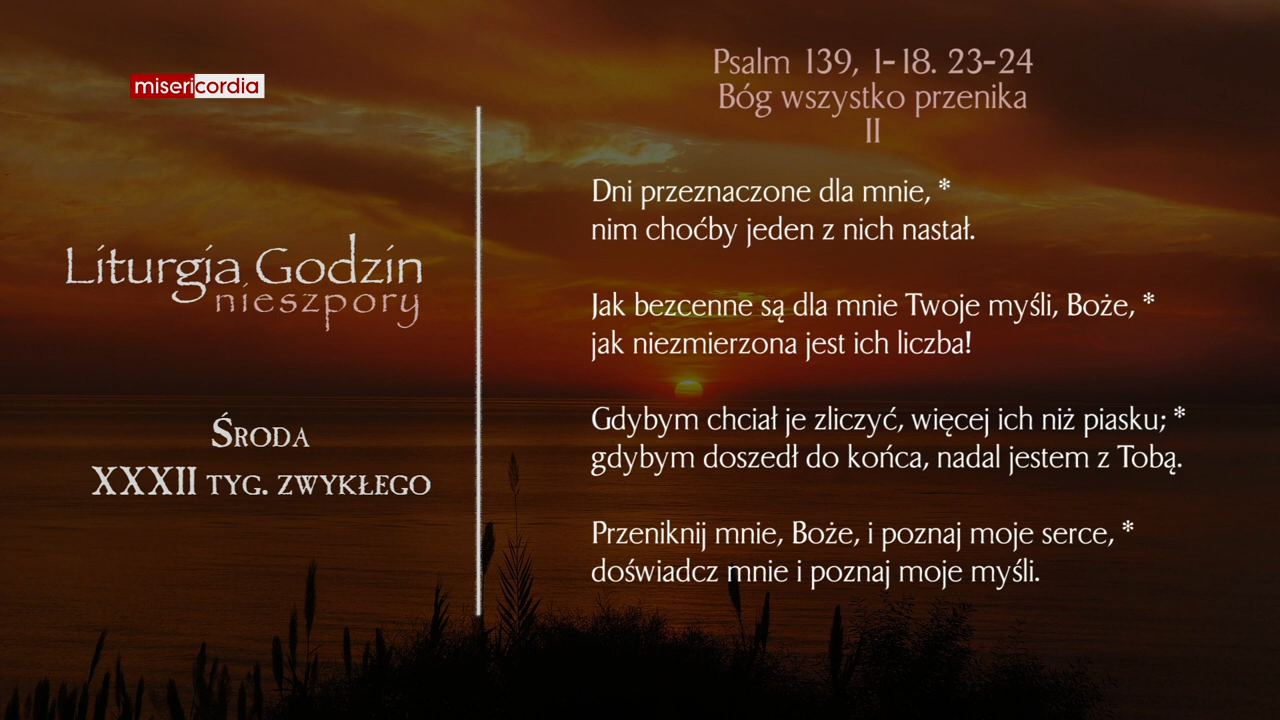 misericordia
Liturgia Godzin
nieszpory
Środa
XXXII tyg. zwykłego
Psalm 139, 1-18. 23-24
Bóg wszystko przenika
II
Dni przeznaczone dla mnie, *
nim choćby jeden z nich nastał.
Jak bezcenne są dla mnie Twoje myśli, Boże, *
jak niezmierzona jest ich liczba!
Gdybym chciał je zliczyć, więcej ich niż piasku; *
gdybym doszedł do końca, nadal jestem z Tobą.
Przeniknij mnie, Boże, i poznaj moje serce, *
doświadcz mnie i poznaj moje myśli.